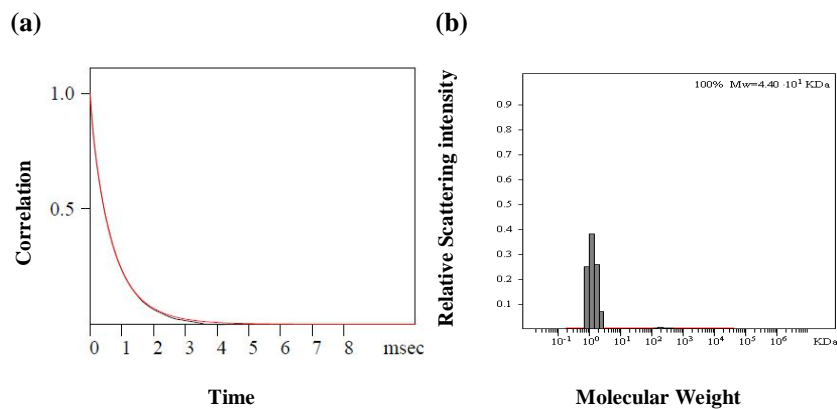 (a)
(b)
Correlation
1.0
0.5
0 1 2 3 4 5 6 7 8 msec
Time
Relative Scattering intensity
100% Mw=4.40 ·10¹ KDa
0.9
0.8
0.7
0.6
0.5
0.4
0.3
0.2
0.1
10⁻¹ 10⁰ 10¹ 10² 10³ 10⁴ 10⁵ 10⁶ KDa
Molecular Weight